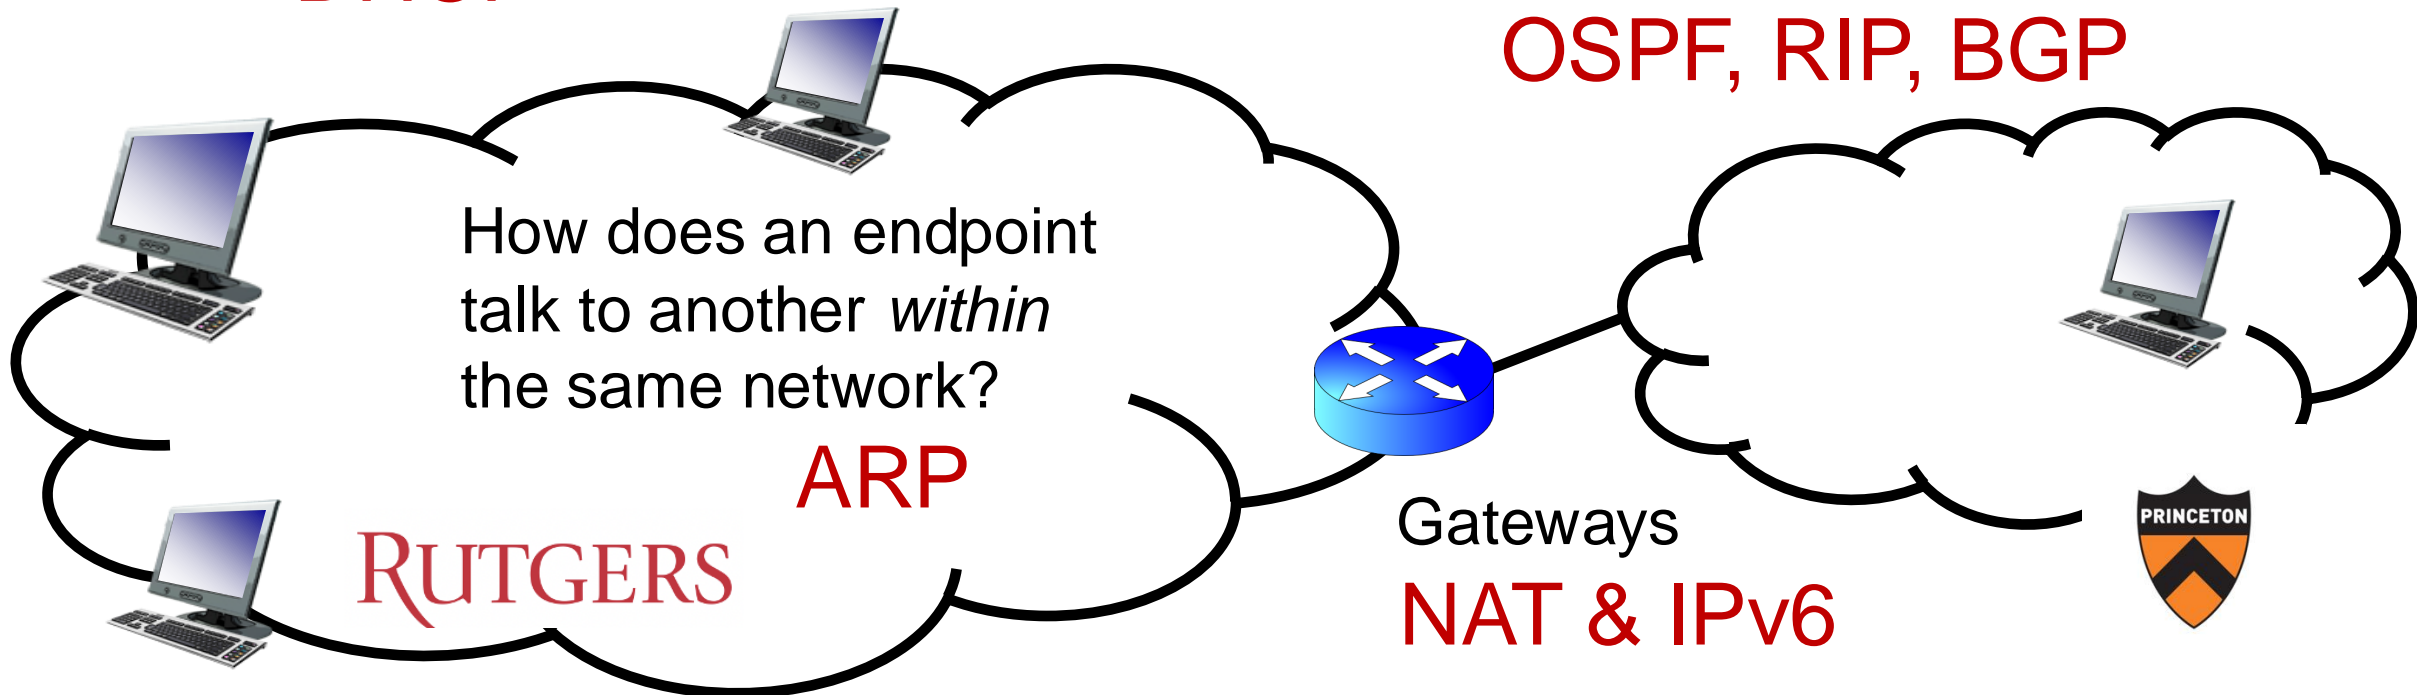 OSPF, RIP, BGP
How does an endpoint
talk to another within
the same network?
ARP
RUTGERS
Gateways
NAT & IPv6
PRINCETON